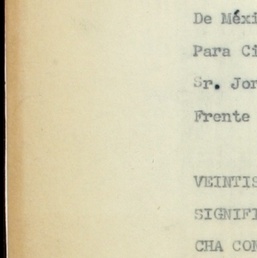 De Méxi
Para Ci
Sr. Jor
Frente
VEINTIS
SIGNIFI
CHA CON